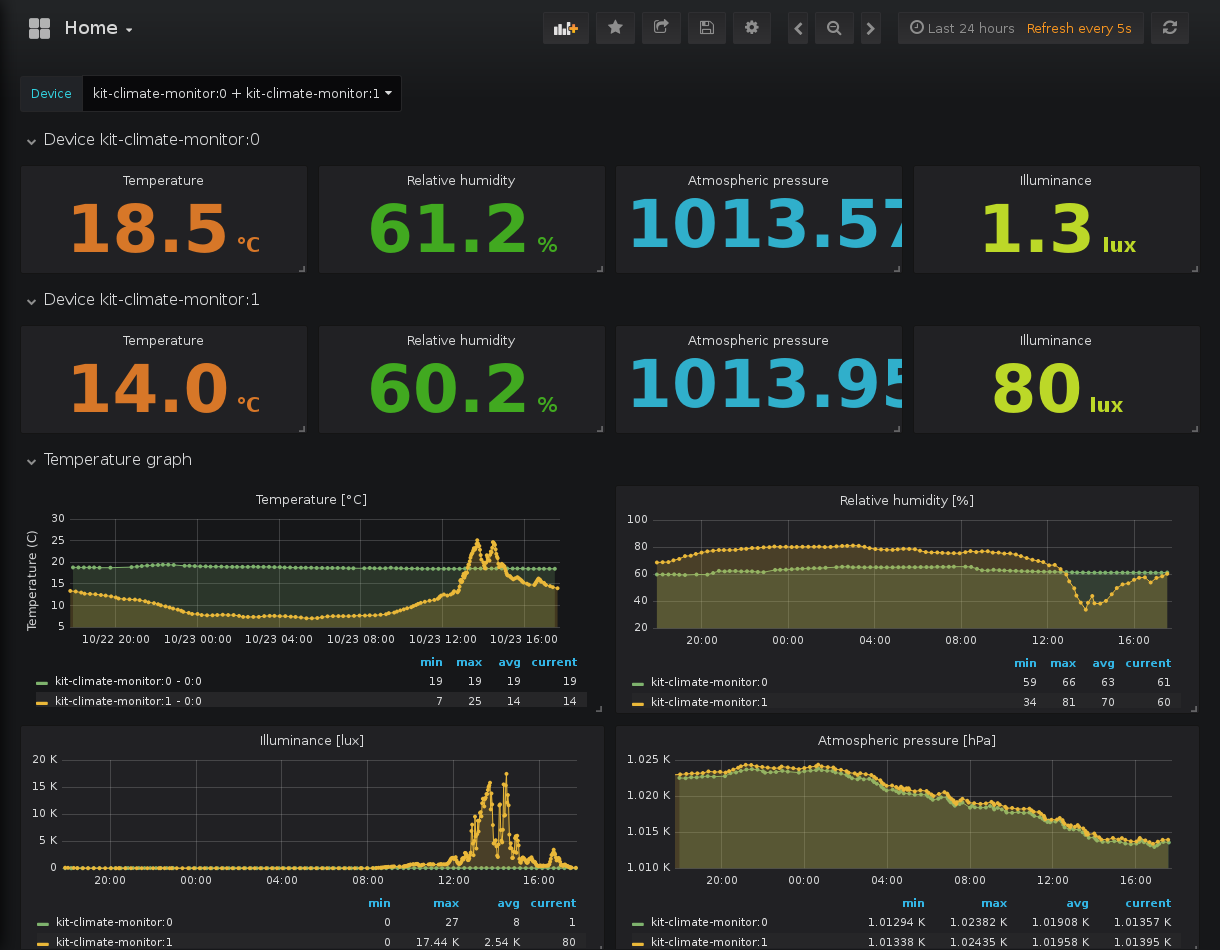 Home
Last 24 hours Refresh every 5s
Device kit-climate-monitor:0 + kit-climate-monitor:1
Device kit-climate-monitor:0
Temperature Relative humidity Atmospheric pressure Illuminance
18.5 °C 61.2 % 1013.57 1.3 lux
Device kit-climate-monitor:1
Temperature Relative humidity Atmospheric pressure Illuminance
14.0 °C 60.2 % 1013.95 80 lux
Temperature graph
Temperature [°C]
Temperature (C)
30
25
20
15
10
5
10/22 20:00 10/23 00:00 10/23 04:00 10/23 08:00 10/23 12:00 10/23 16:00
min max avg current
kit-climate-monitor:0 - 0:0 19 19 19 19
kit-climate-monitor:1 - 0:0 7 25 14 14
Relative humidity [%]
100
80
60
40
20
20:00 00:00 04:00 08:00 12:00 16:00
min max avg current
kit-climate-monitor:0 59 66 63 61
kit-climate-monitor:1 34 81 70 60
Illuminance [lux]
20 K
15 K
10 K
5 K
0
20:00 00:00 04:00 08:00 12:00 16:00
min max avg current
kit-climate-monitor:0 0 27 8 1
kit-climate-monitor:1 0 17.44 K 2.54 K 80
Atmospheric pressure [hPa]
1.025 K
1.020 K
1.015 K
1.010 K
20:00 00:00 04:00 08:00 12:00 16:00
min max avg current
kit-climate-monitor:0 1.01294 K 1.02382 K 1.01908 K 1.01357 K
kit-climate-monitor:1 1.01338 K 1.02435 K 1.01958 K 1.01395 K